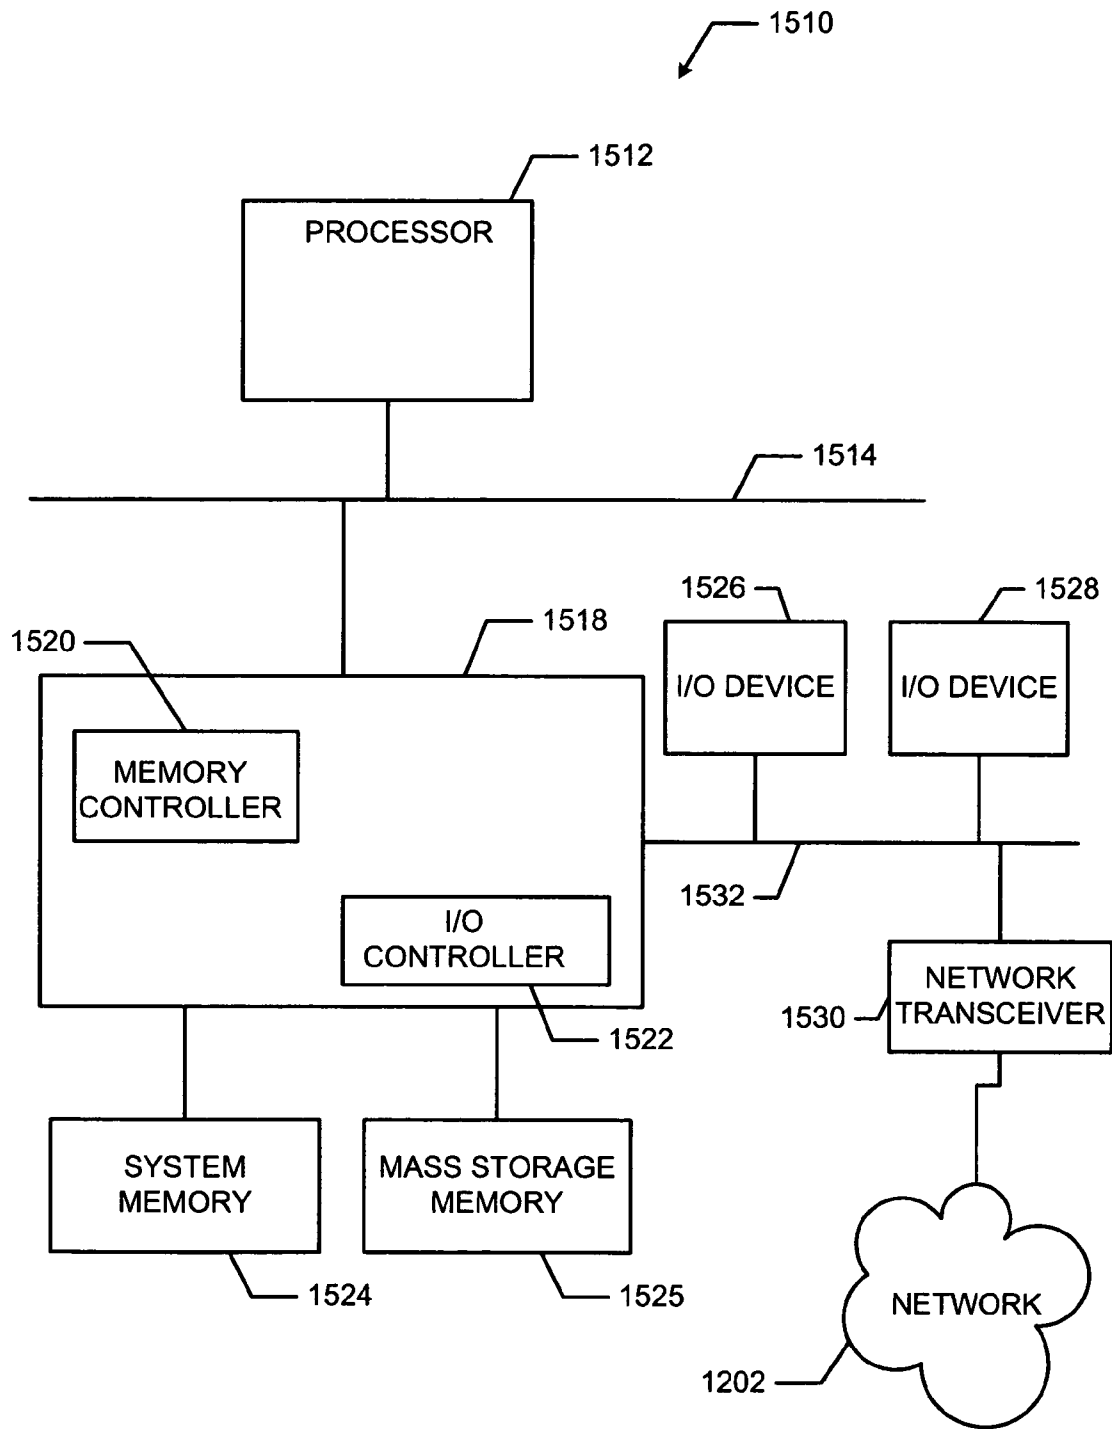 1510
1512
PROCESSOR
1514
1526
1528
1518
1520
I/O DEVICE
I/O DEVICE
MEMORY
CONTROLLER
1532
I/O
CONTROLLER
NETWORK
TRANSCEIVER
1530
1522
SYSTEM
MEMORY
MASS STORAGE
MEMORY
1524
1525
NETWORK
1202